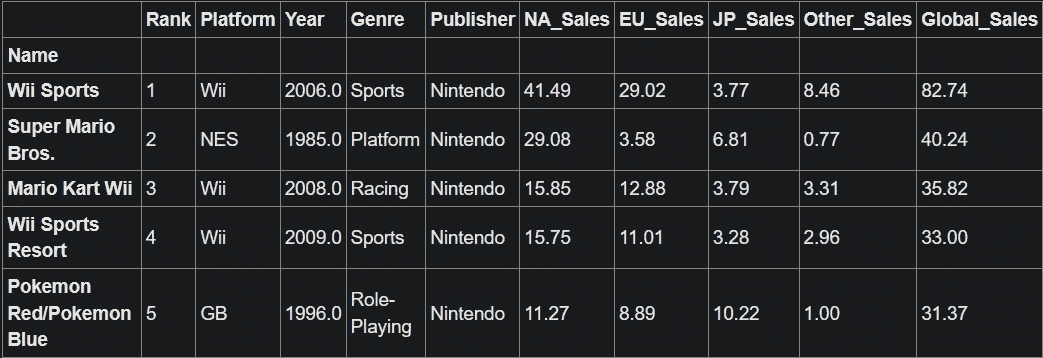 Rank Platform Year Genre Publisher NA_Sales EU_Sales JP_Sales Other_Sales Global_Sales
Name
Wii Sports 1 Wii 2006.0 Sports Nintendo 41.49 29.02 3.77 8.46 82.74
Super Mario
Bros. 2 NES 1985.0 Platform Nintendo 29.08 3.58 6.81 0.77 40.24
Mario Kart Wii 3 Wii 2008.0 Racing Nintendo 15.85 12.88 3.79 3.31 35.82
Wii Sports
Resort 4 Wii 2009.0 Sports Nintendo 15.75 11.01 3.28 2.96 33.00
Pokemon
Red/Pokemon
Blue 5 GB 1996.0 Role-
Playing Nintendo 11.27 8.89 10.22 1.00 31.37